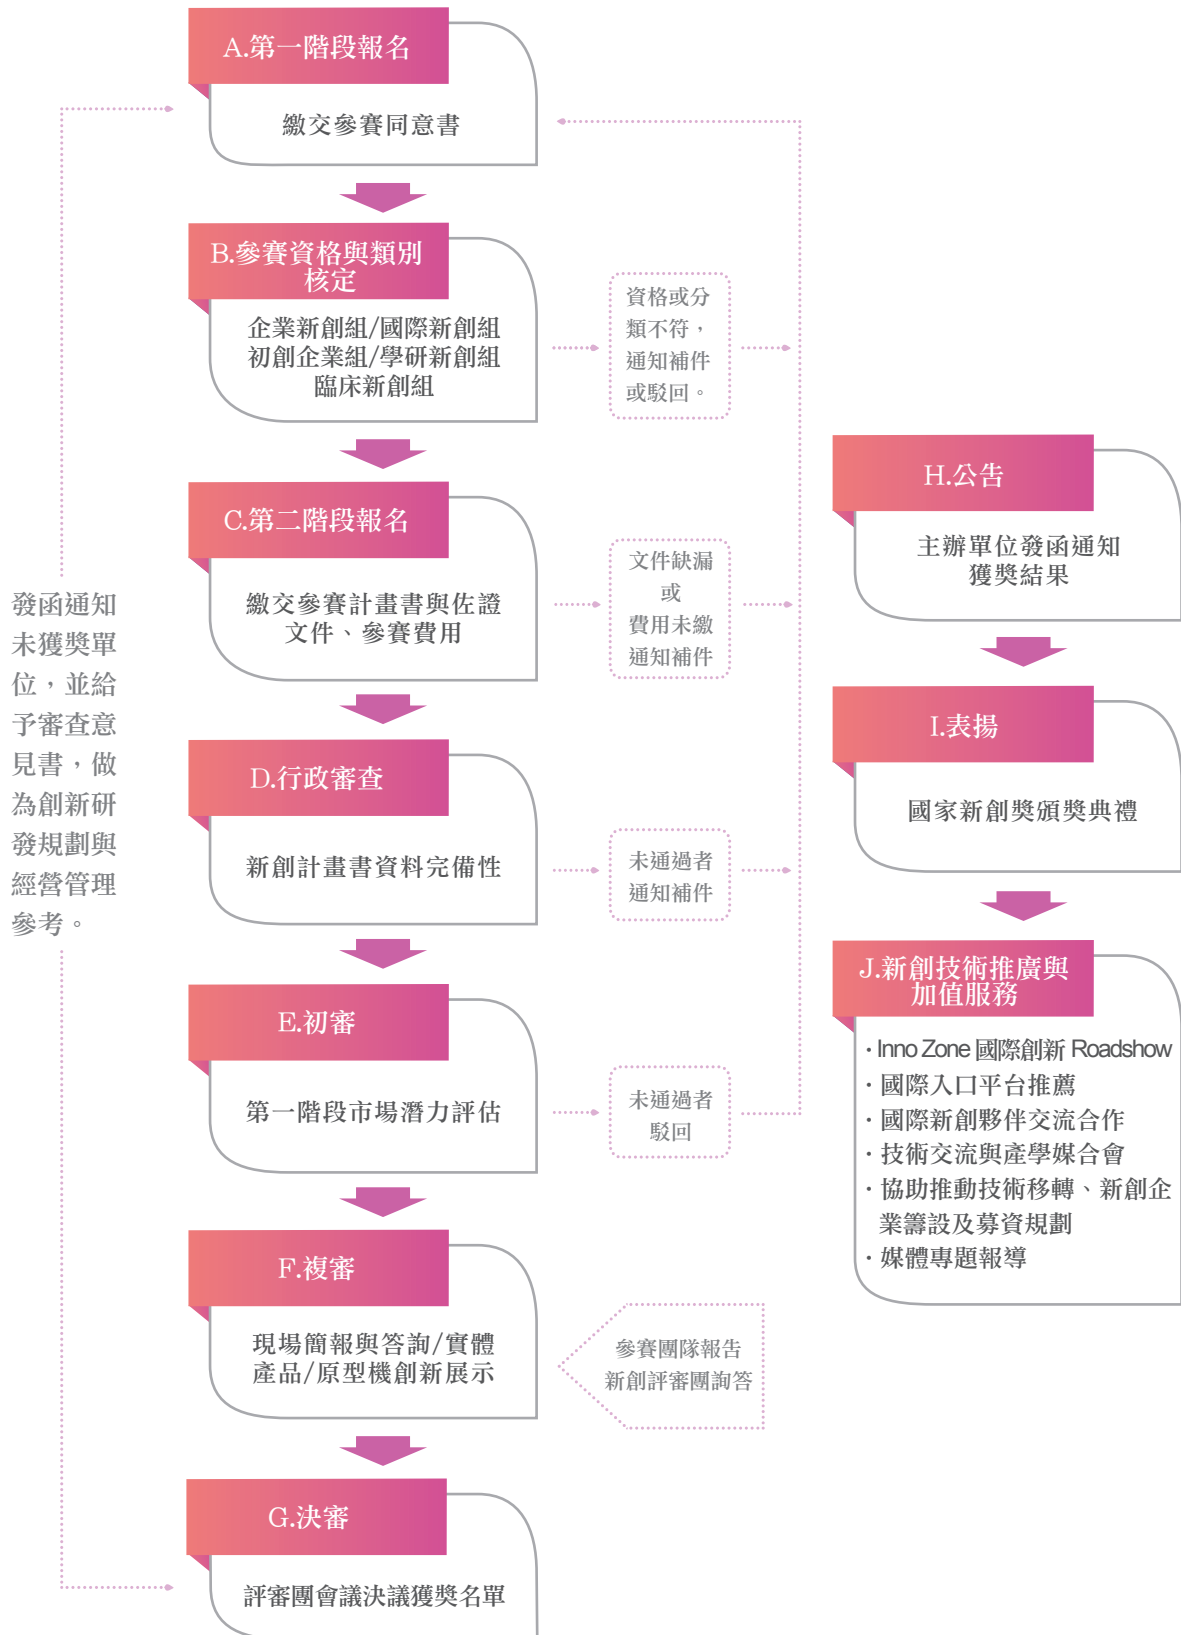 A.第一階段報名
繳交參賽同意書
B.參賽資格與類別
核定
企業新創組/國際新創組
初創企業組/學研新創組
臨床新創組
資格或分
類不符，
通知補件
或駁回。
C.第二階段報名
繳交參賽計畫書與佐證
文件、參賽費用
文件缺漏
或
費用未繳
通知補件
D.行政審查
新創計畫書資料完備性
未通過者
通知補件
E.初審
第一階段市場潛力評估
未通過者
駁回
F.複審
現場簡報與答詢/實體
產品/原型機創新展示
參賽團隊報告
新創評審團詢答
G.決審
評審團會議決議獲獎名單
發函通知
未獲獎單
位，並給
予審查意
見書，做
為創新研
發規劃與
經營管理
參考。
H.公告
主辦單位發函通知
獲獎結果
I.表揚
國家新創獎頒獎典禮
J.新創技術推廣與
加值服務
·Inno Zone 國際創新 Roadshow
·國際入口平台推薦
·國際新創夥伴交流合作
·技術交流與產學媒合會
·協助推動技術移轉、新創企
業籌設及募資規劃
·媒體專題報導